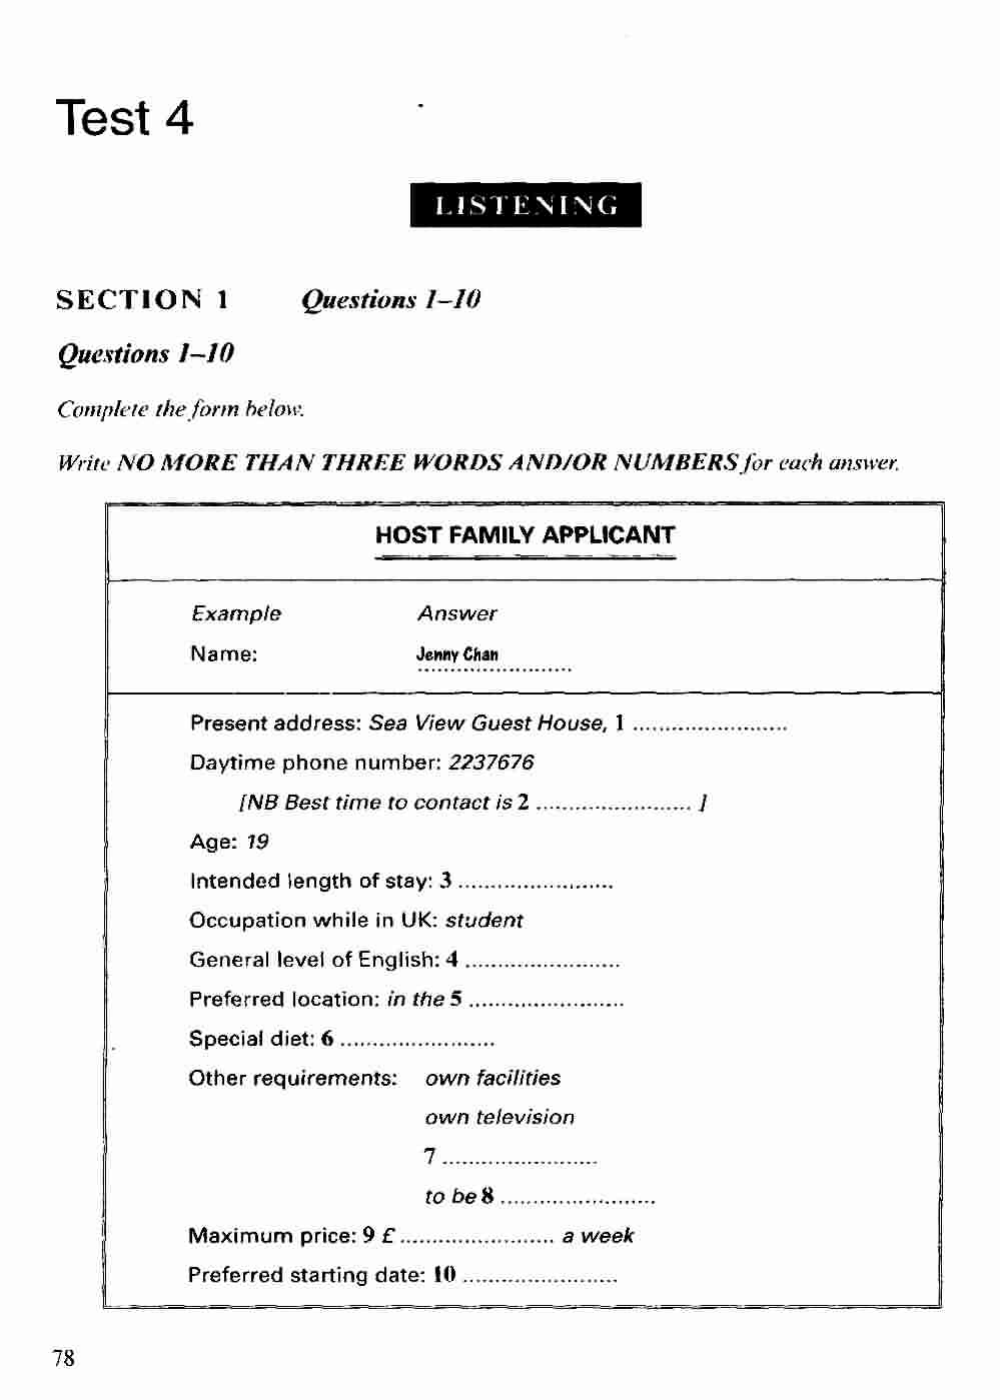 Test 4
LISTENING
SECTION 1 Questions 1–10
Questions 1–10
Complete the form below.
Write NO MORE THAN THREE WORDS AND/OR NUMBERS for each answer.
HOST FAMILY APPLICANT
Example Answer
Name: Jenny Chan
Present address: Sea View Guest House, 1 ........................
Daytime phone number: 2237676
[NB Best time to contact is 2 ........................ ]
Age: 19
Intended length of stay: 3 ........................
Occupation while in UK: student
General level of English: 4 ........................
Preferred location: in the 5 ........................
Special diet: 6 ........................
Other requirements: own facilities
own television
7 ........................
to be 8 ........................
Maximum price: 9 £ ........................ a week
Preferred starting date: 10 ........................
78